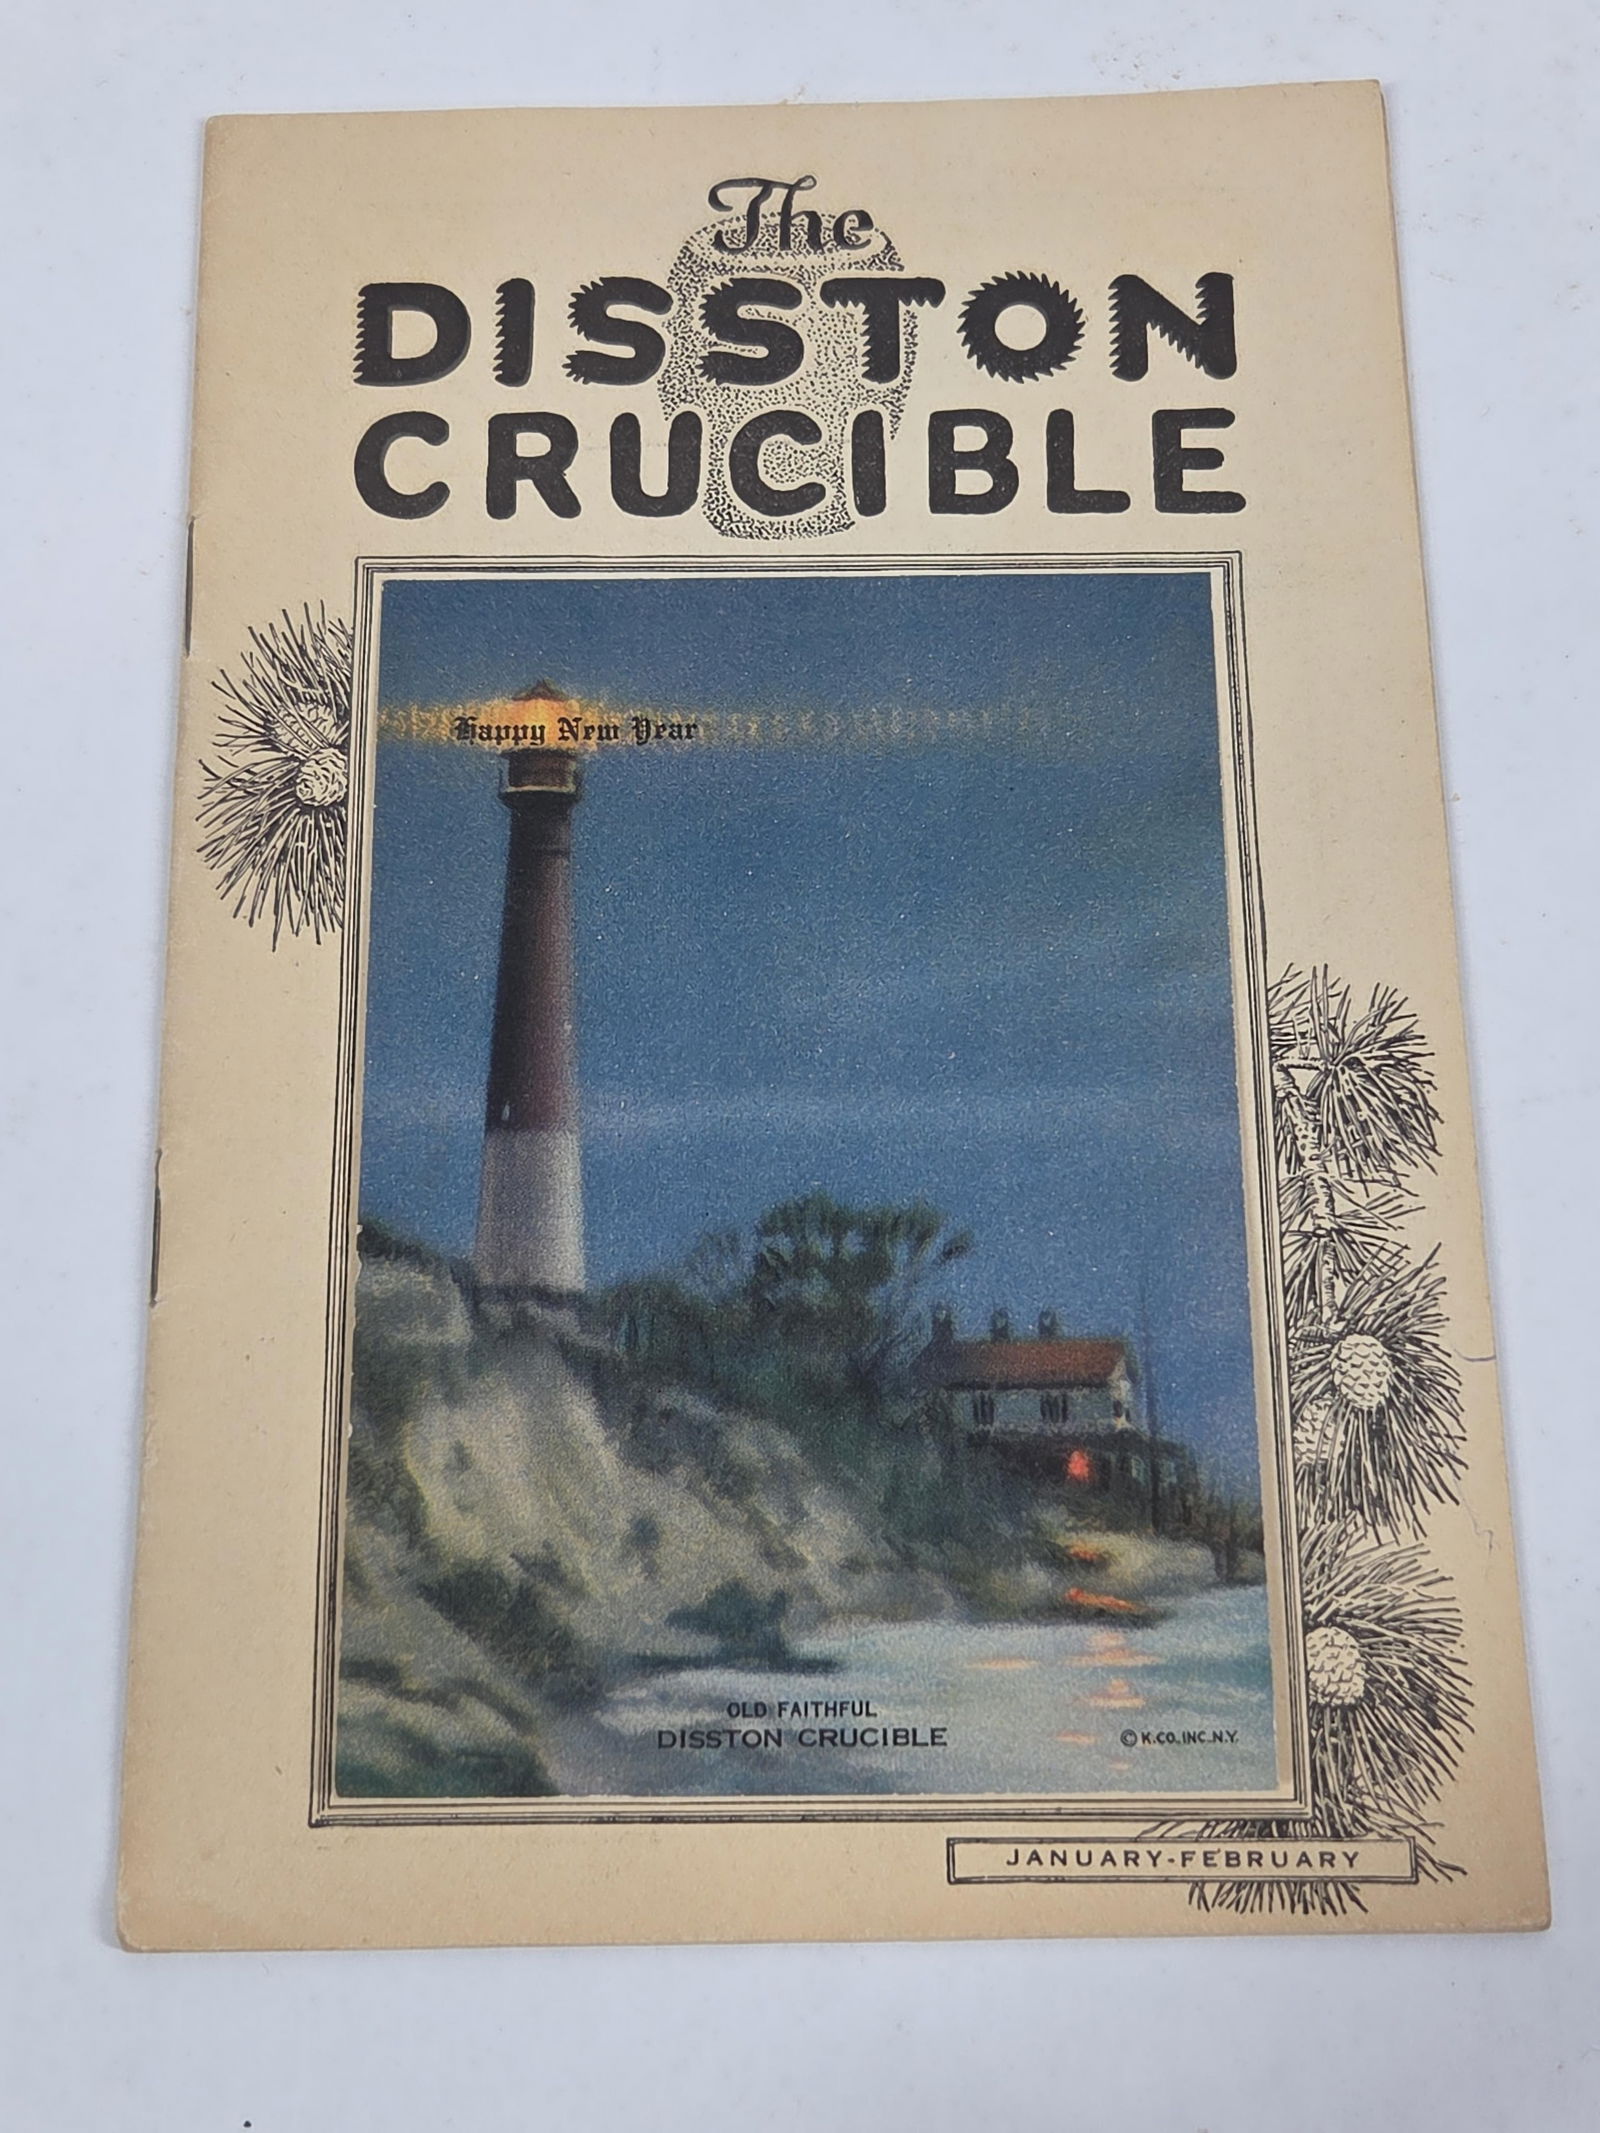 The
DISSTON
CRUCIBLE
Happy New Year
OLD FAITHFUL
DISSTON CRUCIBLE
© K.CO. INC. N.Y.
JANUARY-FEBRUARY